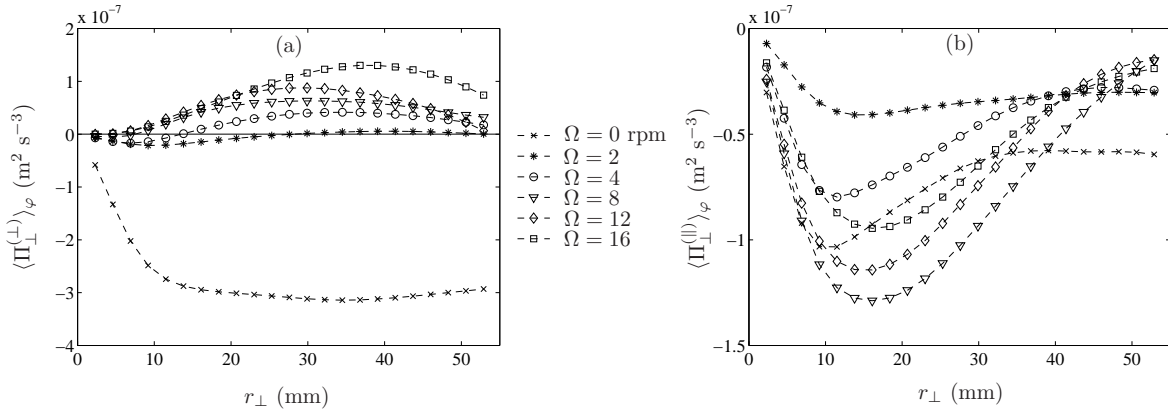 × 10⁻⁷
(a)
2
1
0
−1
−2
−3
−4
0 10 20 30 40 50
r⊥ (mm)
⟨Π⊥^(⊥)⟩φ (m² s⁻³)
Ω = 0 rpm
Ω = 2
Ω = 4
Ω = 8
Ω = 12
Ω = 16
× 10⁻⁷
(b)
0
−0.5
−1
−1.5
0 10 20 30 40 50
r⊥ (mm)
⟨Π⊥^(||)⟩φ (m² s⁻³)